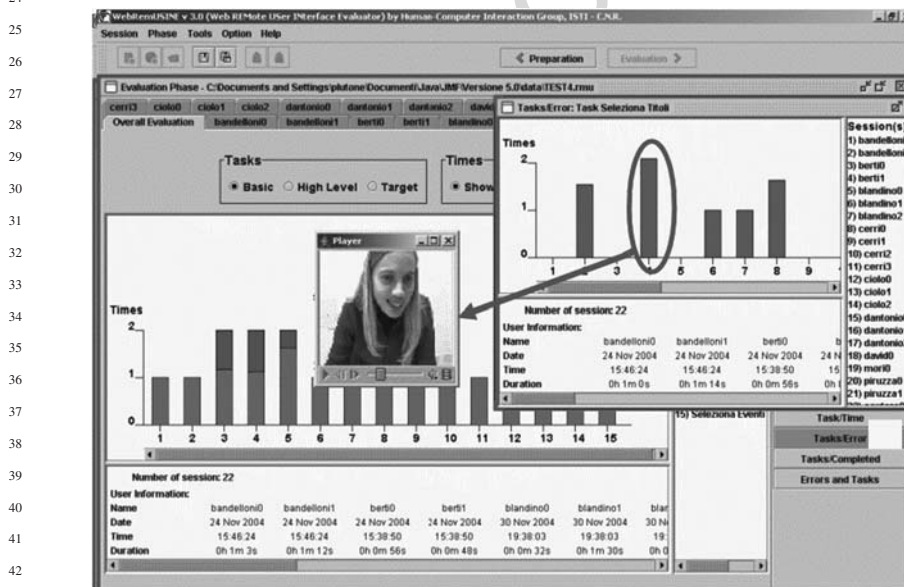 24
25
26
27
28
29
30
31
32
33
34
35
36
37
38
39
40
41
42
WebRemUSINE v 3.0 (Web REMote USer INterface Evaluator) by Human-Computer Interaction Group, ISTI - C.N.R.
Session Phase Tools Option Help
Preparation
Evaluation
Evaluation Phase - C:\Documents and Settings\plutone\Documenti\Java\JMF\Versione 5.0\data\TEST4.rmu
cerri3 ciolo0 ciolo1 ciolo2 dantonio0 dantonio1 dantonio2 david
Overall Evaluation bandelloni0 bandelloni1 berti0 berti1 blandino0
Tasks
Basic High Level Target
Times
Show
Times
2
1
0
1 2 3 4 5 6 7 8 9 10 11 12 13 14 15
Player
Tasks/Error: Task Seleziona Titoli
Times
2
1
0
1 2 3 4 5 6 7 8 9
Session(s)
1) bandelloni
2) bandelloni
3) berti0
4) berti1
5) blandino0
6) blandino1
7) blandino2
8) cerri0
9) cerri1
10) cerri2
11) cerri3
12) ciolo0
13) ciolo1
14) ciolo2
15) dantonio
16) dantonio
17) dantonio
18) david0
19) mori0
20) piruzza0
21) piruzza1
Number of session: 22
User Information:
Name bandelloni0 bandelloni1 berti0 b
Date 24 Nov 2004 24 Nov 2004 24 Nov 2004 24 N
Time 15:46:24 15:46:24 15:38:50 15
Duration 0h 1m 0s 0h 1m 14s 0h 0m 56s 0h
15) Seleziona Eventi
Task/Time
Tasks/Error
Tasks/Completed
Errors and Tasks
Number of session: 22
User Information:
Name bandelloni0 bandelloni1 berti0 berti1 blandino0 blandino1 blan
Date 24 Nov 2004 24 Nov 2004 24 Nov 2004 24 Nov 2004 30 Nov 2004 30 Nov 2004 30 N
Time 15:46:24 15:46:24 15:38:50 15:38:50 19:38:03 19:38:03 19:
Duration 0h 1m 3s 0h 1m 12s 0h 0m 56s 0h 0m 48s 0h 0m 32s 0h 1m 30s 0h 0